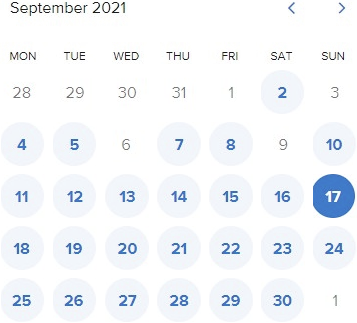 September 2021
MON TUE WED THU FRI SAT SUN
28 29 30 31 1 2 3
4 5 6 7 8 9 10
11 12 13 14 15 16 17
18 19 20 21 22 23 24
25 26 27 28 29 30 1